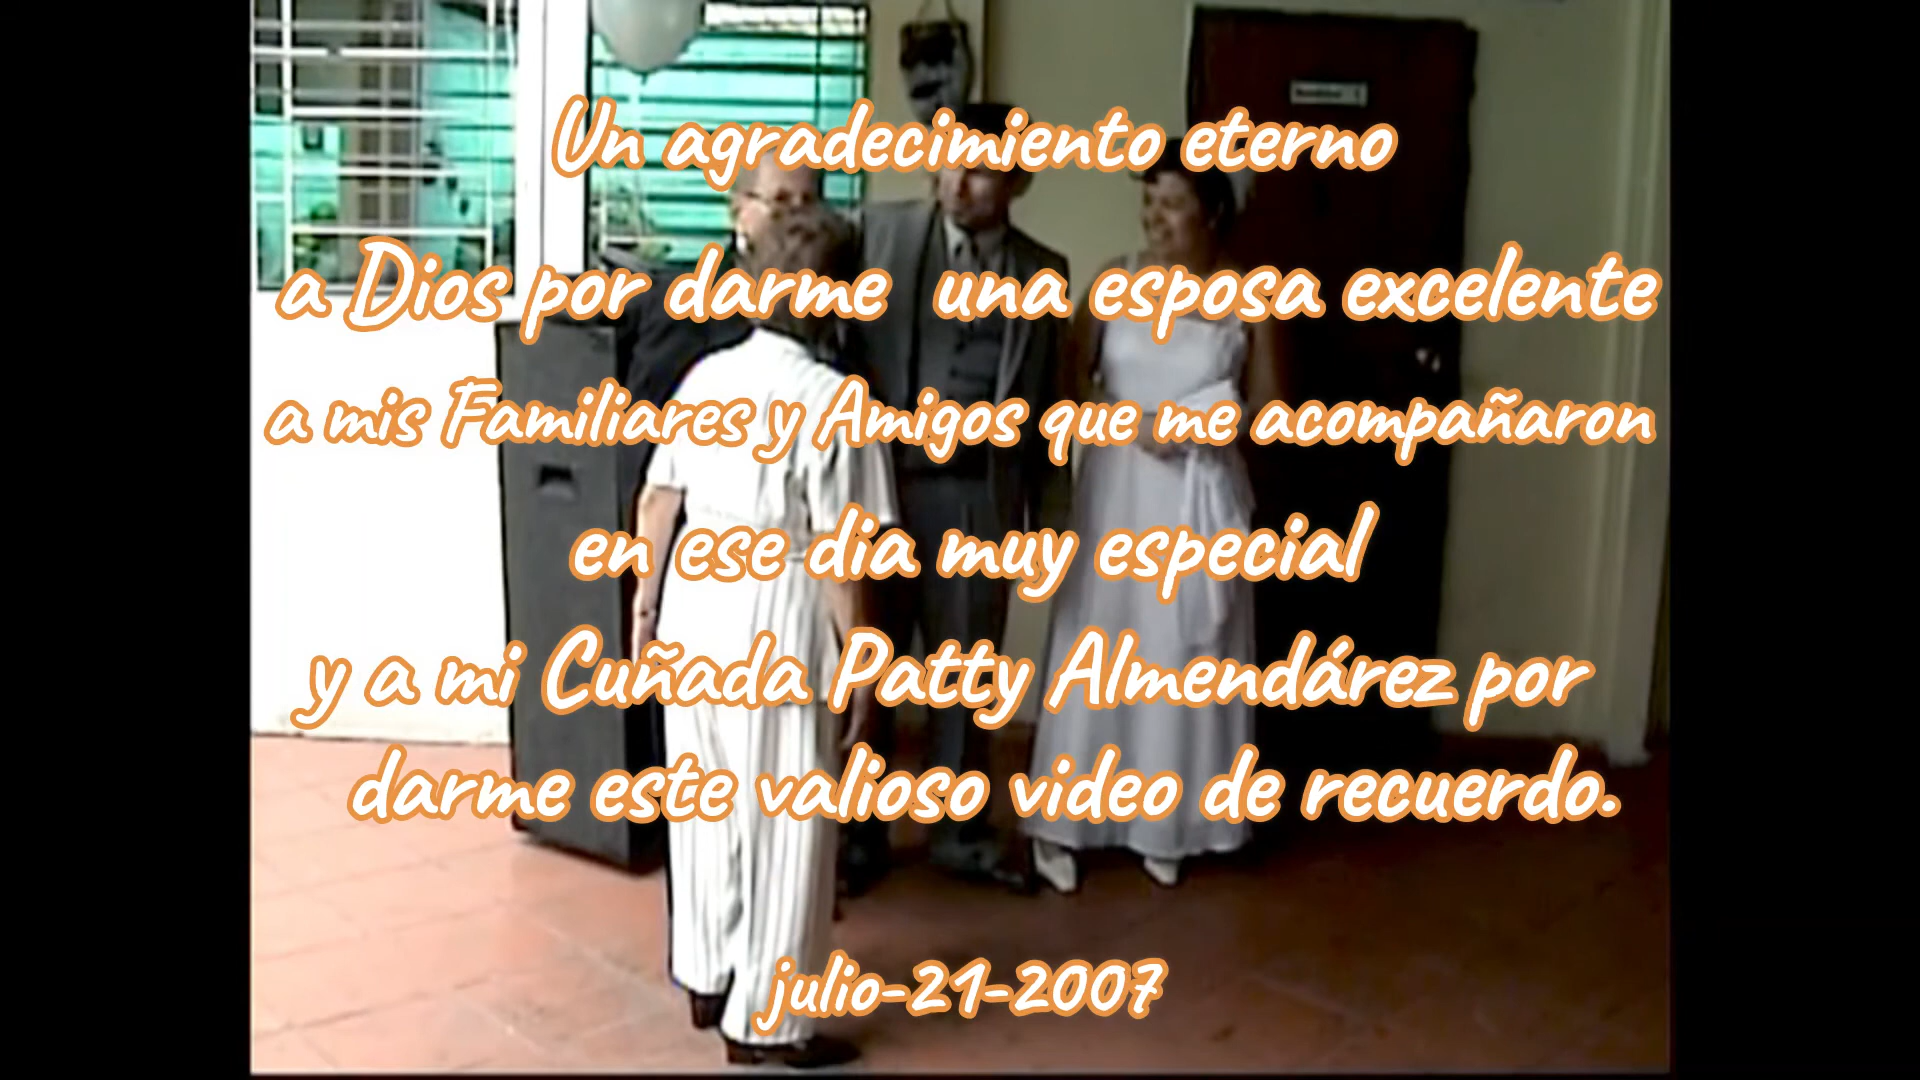 Un agradecimiento eterno
a Dios por darme una esposa excelente
a mis Familiares y Amigos que me acompañaron
en ese dia muy especial
y a mi Cuñada Patty Almendárez por
darme este valioso video de recuerdo.
julio-21-2007